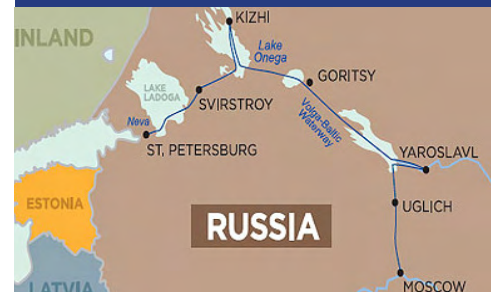 KIZHI
INLAND
Lake
Onega
GORITSY
LAKE
LADOGA
SVIRSTROY
Neva
Volga-Baltic
Waterway
ST. PETERSBURG
YAROSLAVL
ESTONIA
UGLICH
RUSSIA
LATVIA
MOSCOW